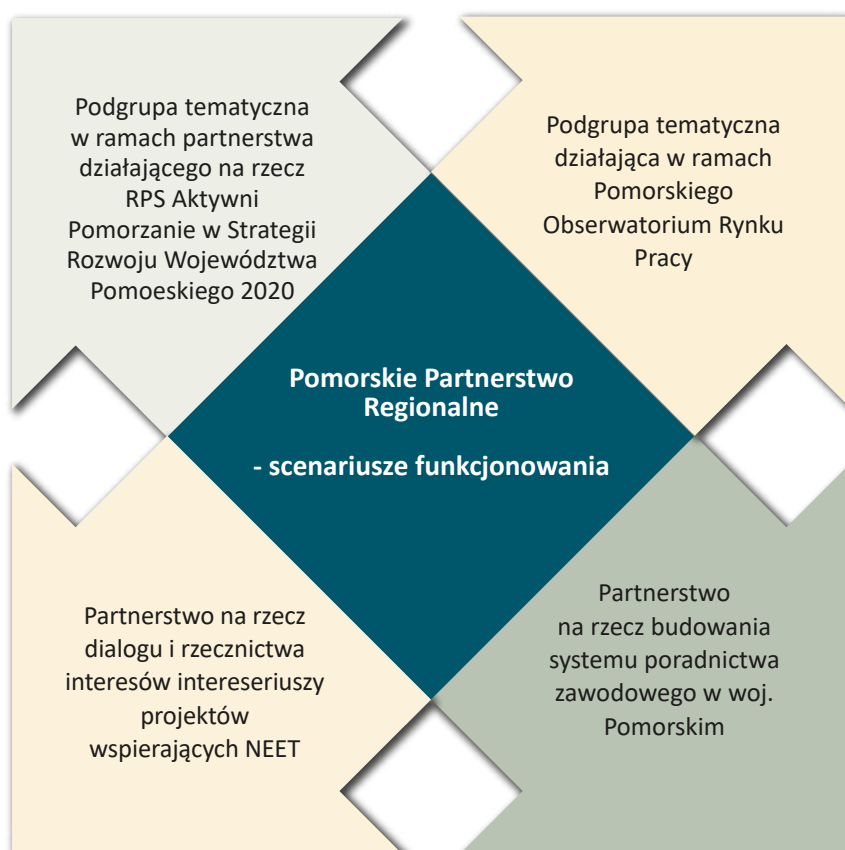 Podgrupa tematyczna
w ramach partnerstwa
działającego na rzecz
RPS Aktywni
Pomorzanie w Strategii
Rozwoju Województwa
Pomoeskiego 2020
Podgrupa tematyczna
działająca w ramach
Pomorskiego
Obserwatorium Rynku
Pracy
Pomorskie Partnerstwo
Regionalne
- scenariusze funkcjonowania
Partnerstwo na rzecz
dialogu i rzecznictwa
interesów intereseriuszy
projektów
wspierających NEET
Partnerstwo
na rzecz budowania
systemu poradnictwa
zawodowego w woj.
Pomorskim